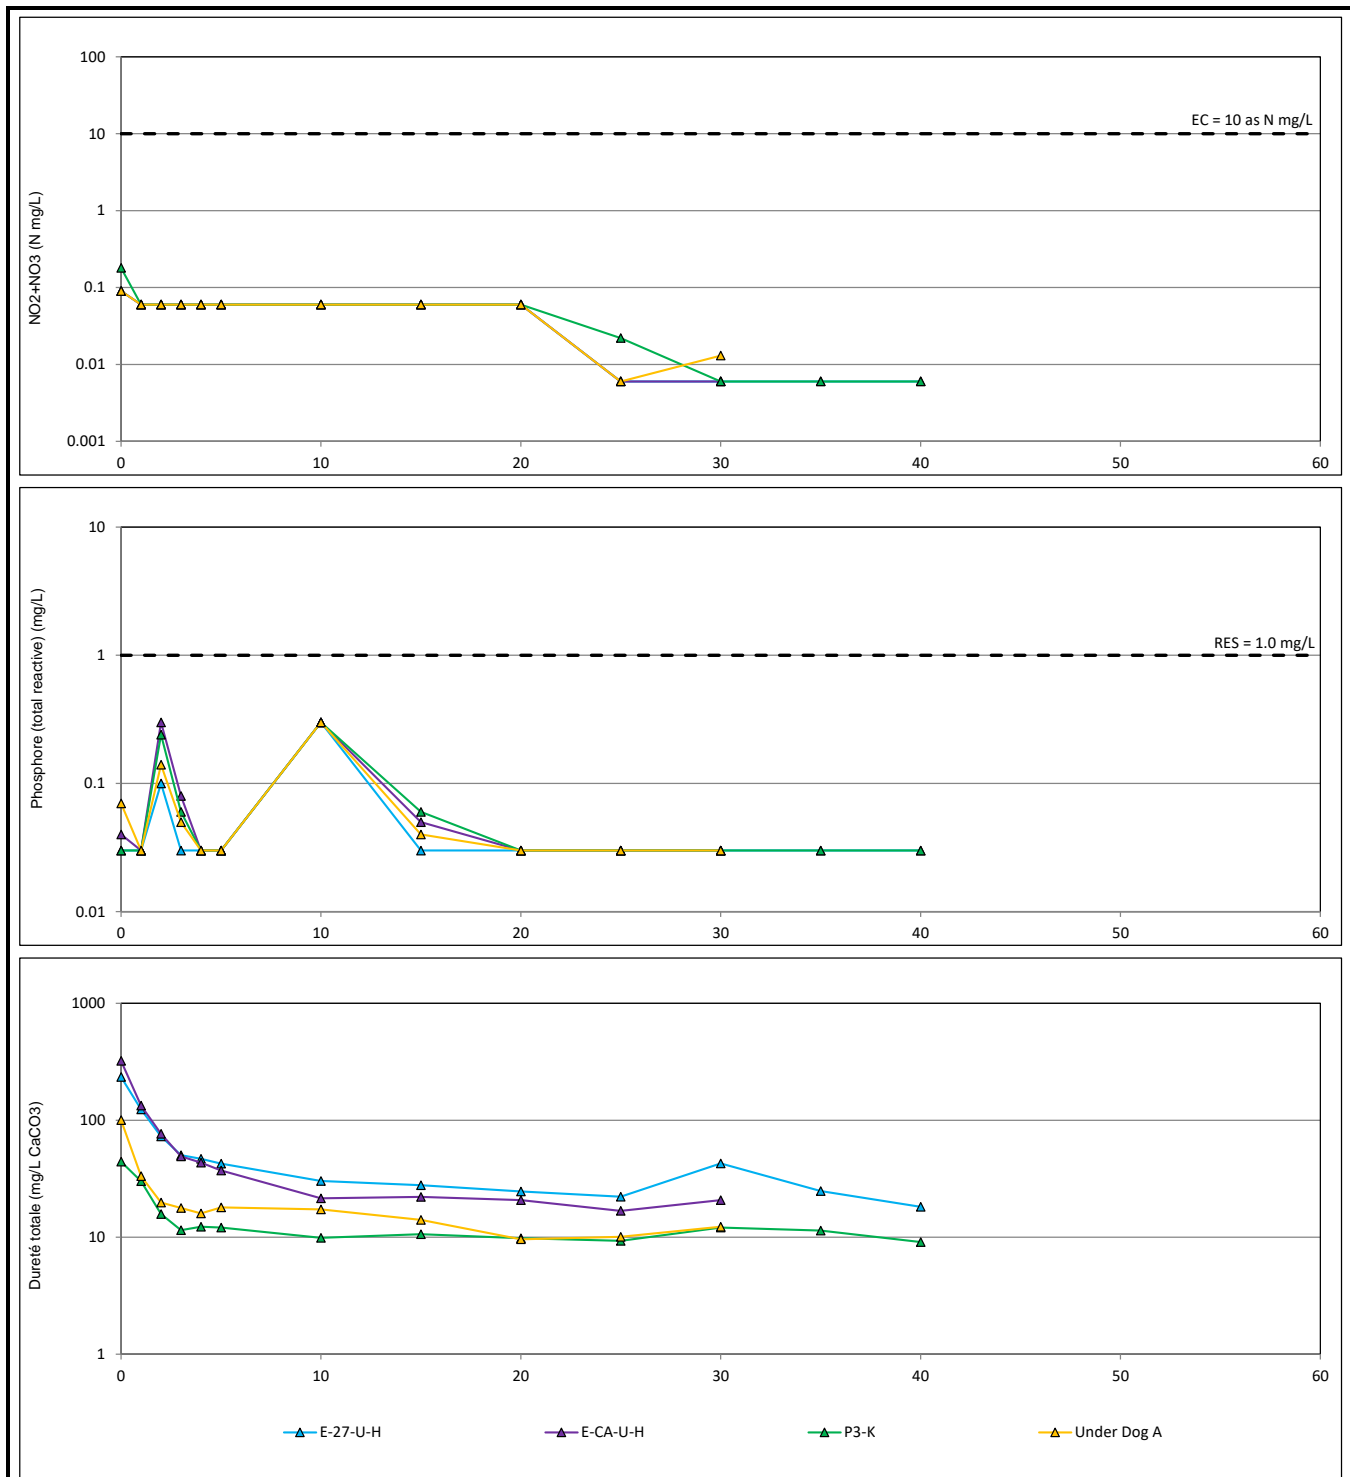 100
10
1
0.1
0.01
0.001
NO2+NO3 (N mg/L)
EC = 10 as N mg/L
0 10 20 30 40 50 60
10
1
0.1
0.01
Phosphore (total reactive) (mg/L)
RES = 1.0 mg/L
0 10 20 30 40 50 60
1000
100
10
1
Dureté totale (mg/L CaCO3)
0 10 20 30 40 50 60
E-27-U-H E-CA-U-H P3-K Under Dog A